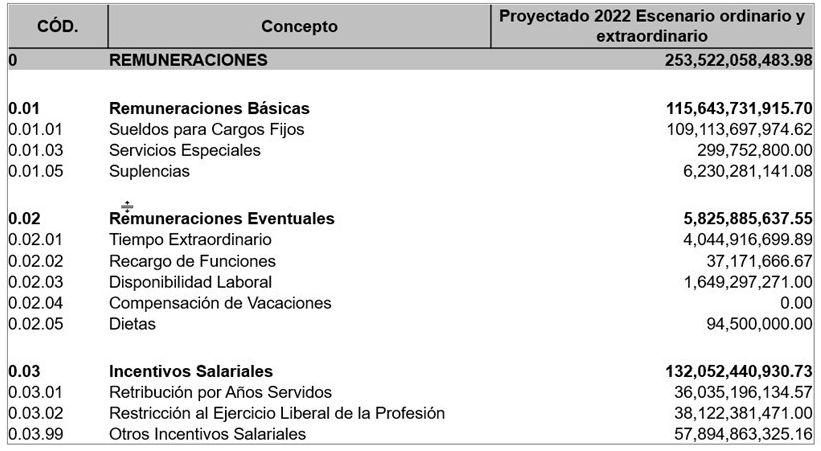 CÓD. Concepto Proyectado 2022 Escenario ordinario y extraordinario
0 REMUNERACIONES 253,522,058,483.98
0.01 Remuneraciones Básicas 115,643,731,915.70
0.01.01 Sueldos para Cargos Fijos 109,113,697,974.62
0.01.03 Servicios Especiales 299,752,800.00
0.01.05 Suplencias 6,230,281,141.08
0.02 Remuneraciones Eventuales 5,825,885,637.55
0.02.01 Tiempo Extraordinario 4,044,916,699.89
0.02.02 Recargo de Funciones 37,171,666.67
0.02.03 Disponibilidad Laboral 1,649,297,271.00
0.02.04 Compensación de Vacaciones 0.00
0.02.05 Dietas 94,500,000.00
0.03 Incentivos Salariales 132,052,440,930.73
0.03.01 Retribución por Años Servidos 36,035,196,134.57
0.03.02 Restricción al Ejercicio Liberal de la Profesión 38,122,381,471.00
0.03.99 Otros Incentivos Salariales 57,894,863,325.16